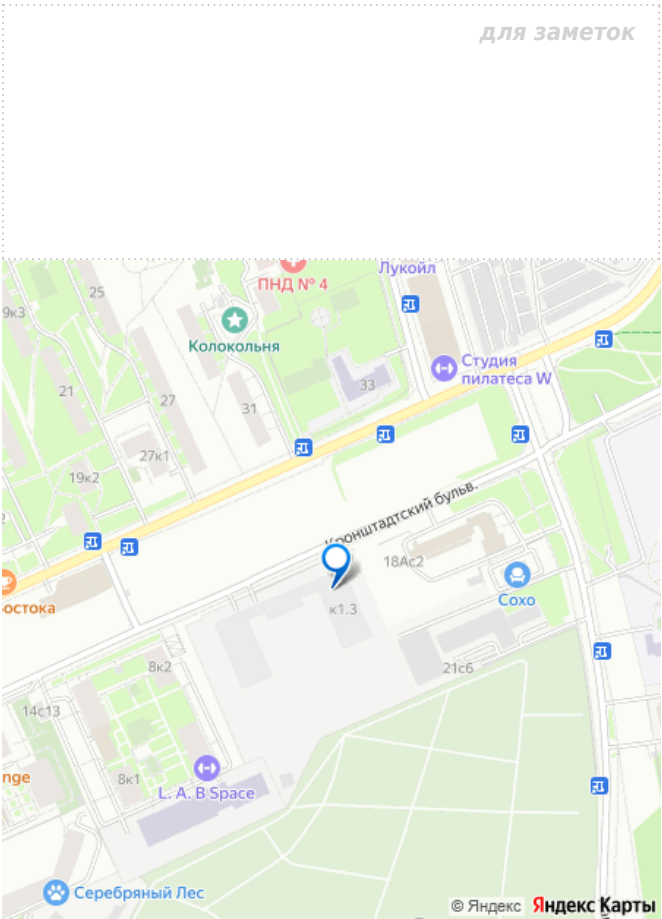 для заметок
Лукойл
ПНД № 4
25
9к3
Колокольня
Студия
пилатеса W
33
21
27
31
27к1
19к2
Кронштадтский бульв.
18Ас2
Сохо
остока
к1.3
8к2
21с6
14с13
nge
8к1
L. A. B Space
Серебряный Лес
© Яндекс Яндекс Карты